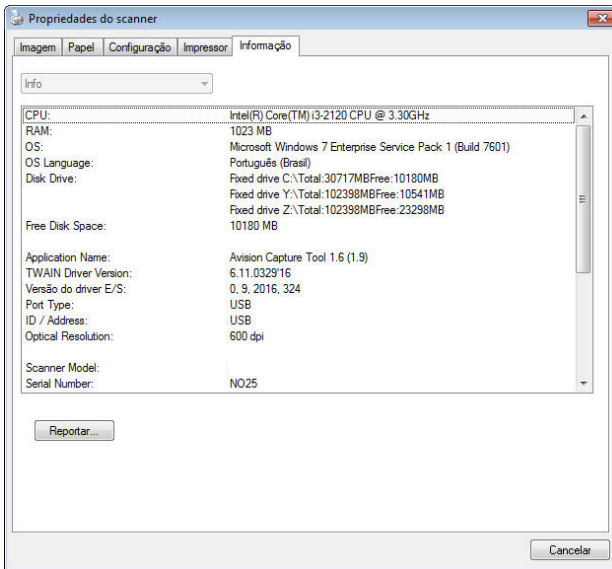 Propriedades do scanner
Imagem Papel Configuração Impressor Informação
Info
CPU: Intel(R) Core(TM) i3-2120 CPU @ 3.30GHz
RAM: 1023 MB
OS: Microsoft Windows 7 Enterprise Service Pack 1 (Build 7601)
OS Language: Português (Brasil)
Disk Drive: Fixed drive C:\Total:30717MBFree:10180MB
Fixed drive Y:\Total:102398MBFree:10541MB
Fixed drive Z:\Total:102398MBFree:23298MB
Free Disk Space: 10180 MB
Application Name: Avision Capture Tool 1.6 (1.9)
TWAIN Driver Version: 6.11.0329'16
Versão do driver E/S: 0, 9, 2016, 324
Port Type: USB
ID / Address: USB
Optical Resolution: 600 dpi
Scanner Model:
Serial Number: NO25
Reportar...
Cancelar